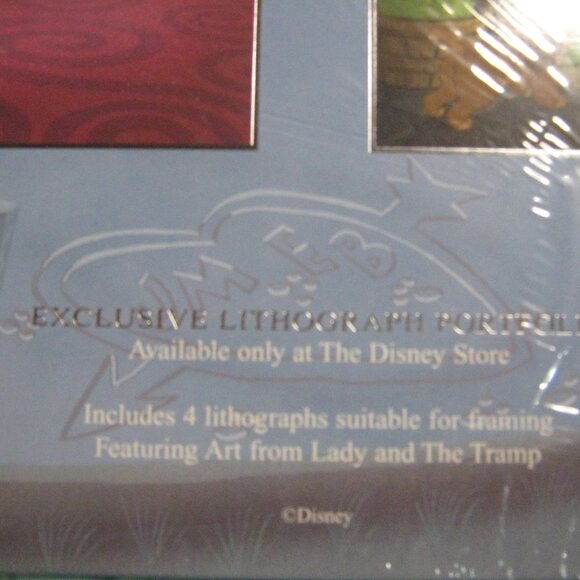 EXCLUSIVE LITHOGRAPH
Available only at The Disney Store
Includes 4 lithographs suitable for framing
Featuring Art from Lady and The Tramp
©Disney